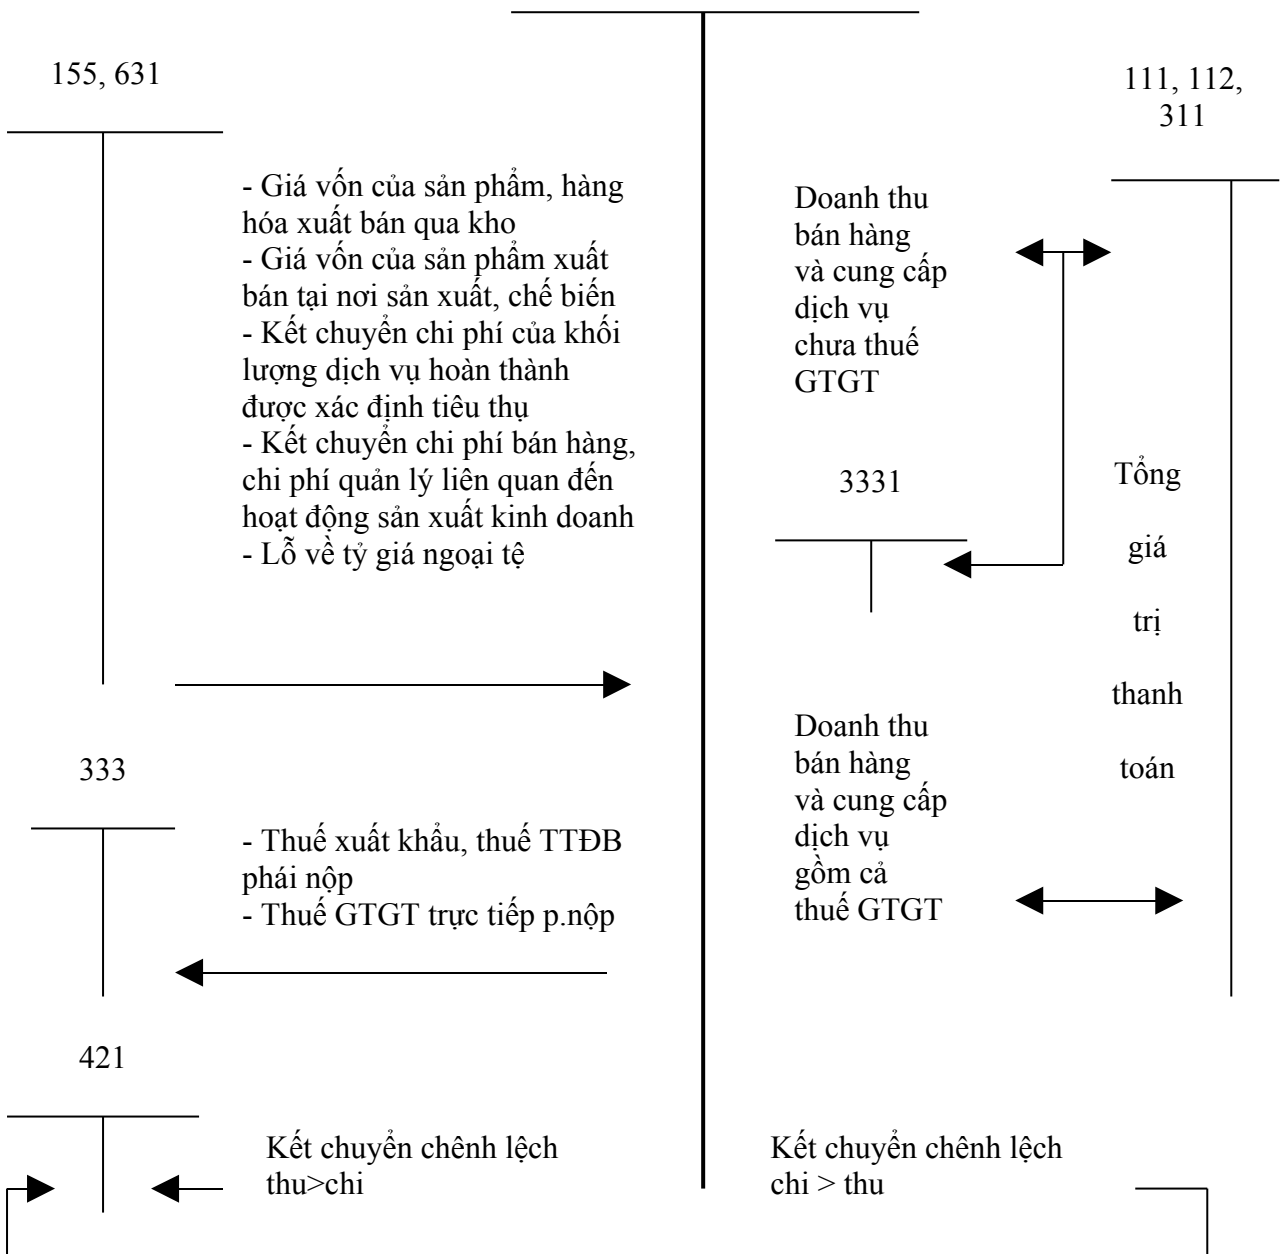 155, 631
- Giá vốn của sản phẩm, hàng
hóa xuất bán qua kho
- Giá vốn của sản phẩm xuất
bán tại nơi sản xuất, chế biến
- Kết chuyển chi phí của khối
lượng dịch vụ hoàn thành
được xác định tiêu thụ
- Kết chuyển chi phí bán hàng,
chi phí quản lý liên quan đến
hoạt động sản xuất kinh doanh
- Lỗ về tỷ giá ngoại tệ
111, 112,
311
Doanh thu
bán hàng
và cung cấp
dịch vụ
chưa thuế
GTGT
3331
Tổng
giá
trị
thanh
toán
Doanh thu
bán hàng
và cung cấp
dịch vụ
gồm cả
thuế GTGT
333
- Thuế xuất khẩu, thuế TTĐB
phái nộp
- Thuế GTGT trực tiếp p.nộp
421
Kết chuyển chênh lệch
thu>chi
Kết chuyển chênh lệch
chi > thu